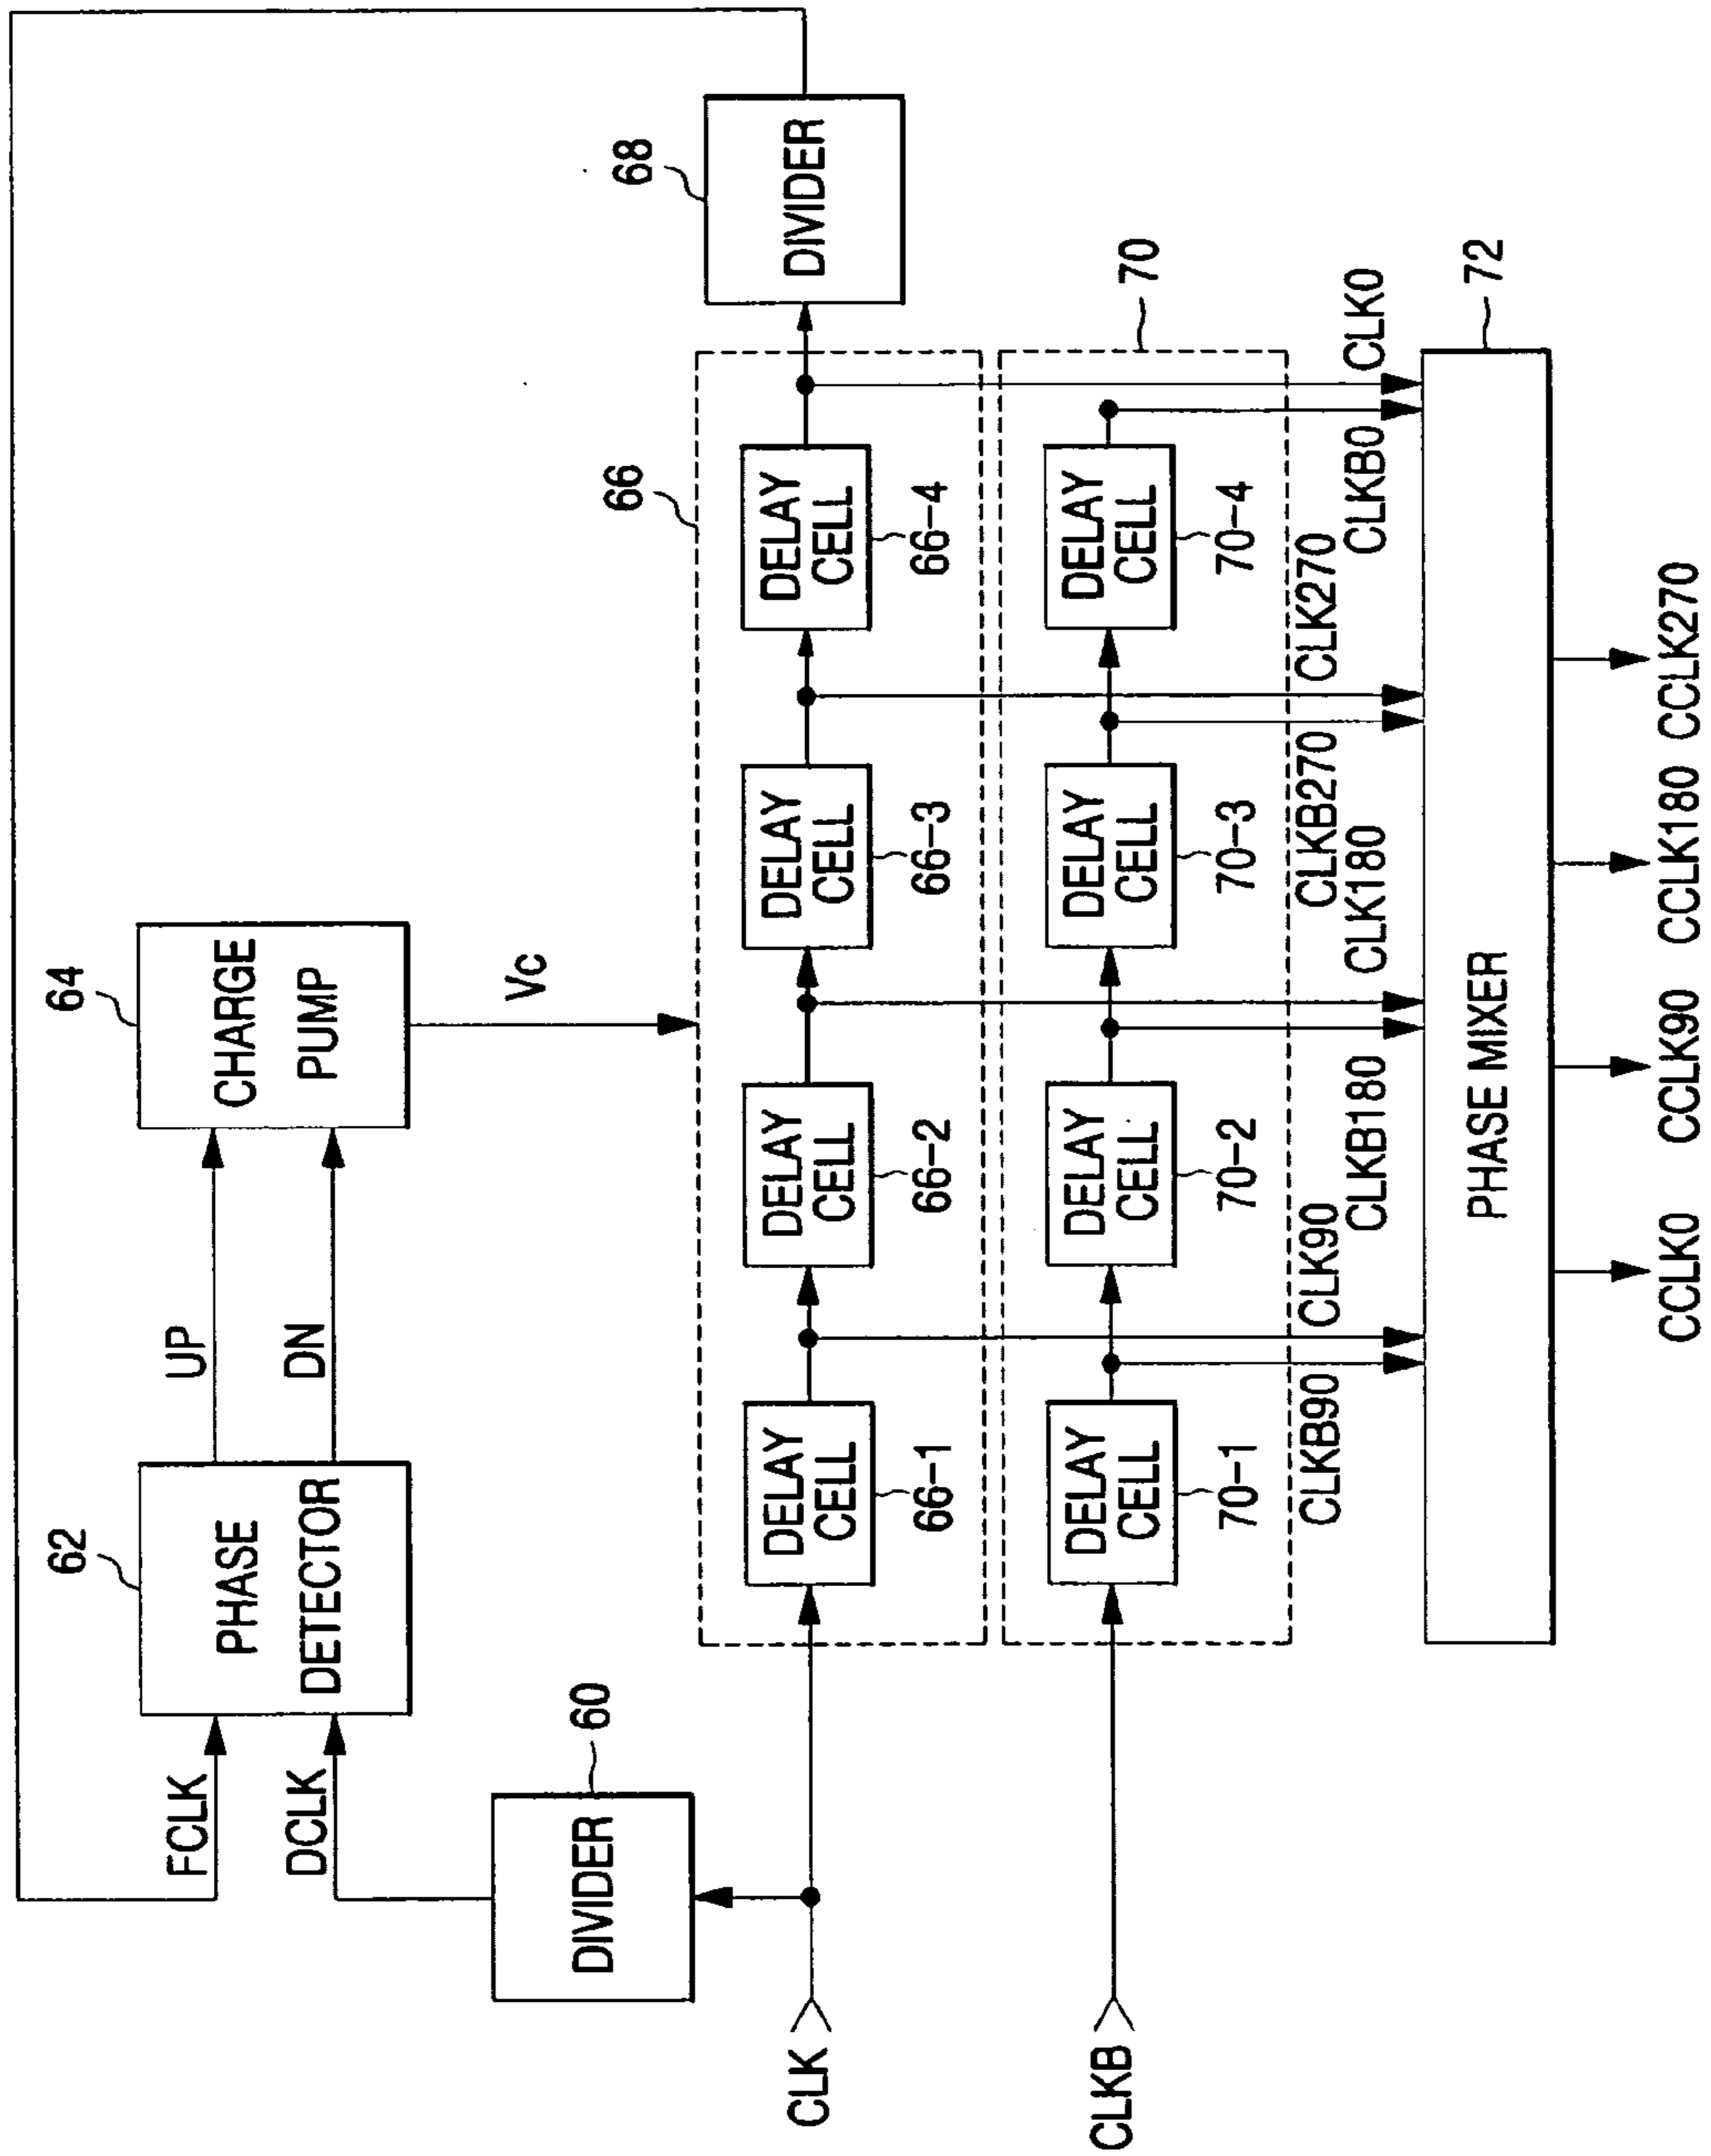 62
64
FCLK
DCLK
PHASE
DETECTOR
UP
DN
CHARGE
PUMP
Vc
60
DIVIDER
66
68
DIVIDER
CLK
DELAY
CELL
66-1
DELAY
CELL
66-2
DELAY
CELL
66-3
DELAY
CELL
66-4
70
CLKB
DELAY
CELL
70-1
DELAY
CELL
70-2
DELAY
CELL
70-3
DELAY
CELL
70-4
CLKB90
CLK90
CLKB180
CLK180
CLKB270
CLK270
CLKB0
CLK0
72
PHASE MIXER
CCLK0
CCLK90
CCLK180
CCLK270